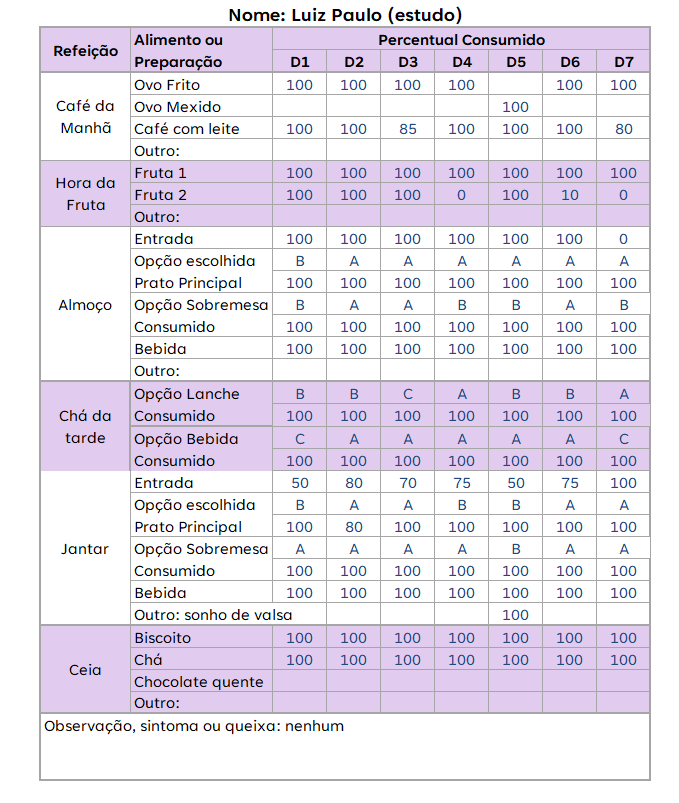 Nome: Luiz Paulo (estudo)
Refeição Alimento ou Preparação Percentual Consumido
D1 D2 D3 D4 D5 D6 D7
Café da Manhã
Ovo Frito 100 100 100 100 100 100
Ovo Mexido 100
Café com leite 100 100 85 100 100 100 80
Outro:
Hora da Fruta
Fruta 1 100 100 100 100 100 100 100
Fruta 2 100 100 100 0 100 10 0
Outro:
Almoço
Entrada 100 100 100 100 100 100 0
Opção escolhida B A A A A A A
Prato Principal 100 100 100 100 100 100 100
Opção Sobremesa B A A B B A B
Consumido 100 100 100 100 100 100 100
Bebida 100 100 100 100 100 100 100
Outro:
Chá da tarde
Opção Lanche B B C A B B A
Consumido 100 100 100 100 100 100 100
Opção Bebida C A A A A A C
Consumido 100 100 100 100 100 100 100
Jantar
Entrada 50 80 70 75 50 75 100
Opção escolhida B A A B B A A
Prato Principal 100 80 100 100 100 100 100
Opção Sobremesa A A A A B A A
Consumido 100 100 100 100 100 100 100
Bebida 100 100 100 100 100 100 100
Outro: sonho de valsa 100
Ceia
Biscoito 100 100 100 100 100 100 100
Chá 100 100 100 100 100 100 100
Chocolate quente
Outro:
Observação, sintoma ou queixa: nenhum